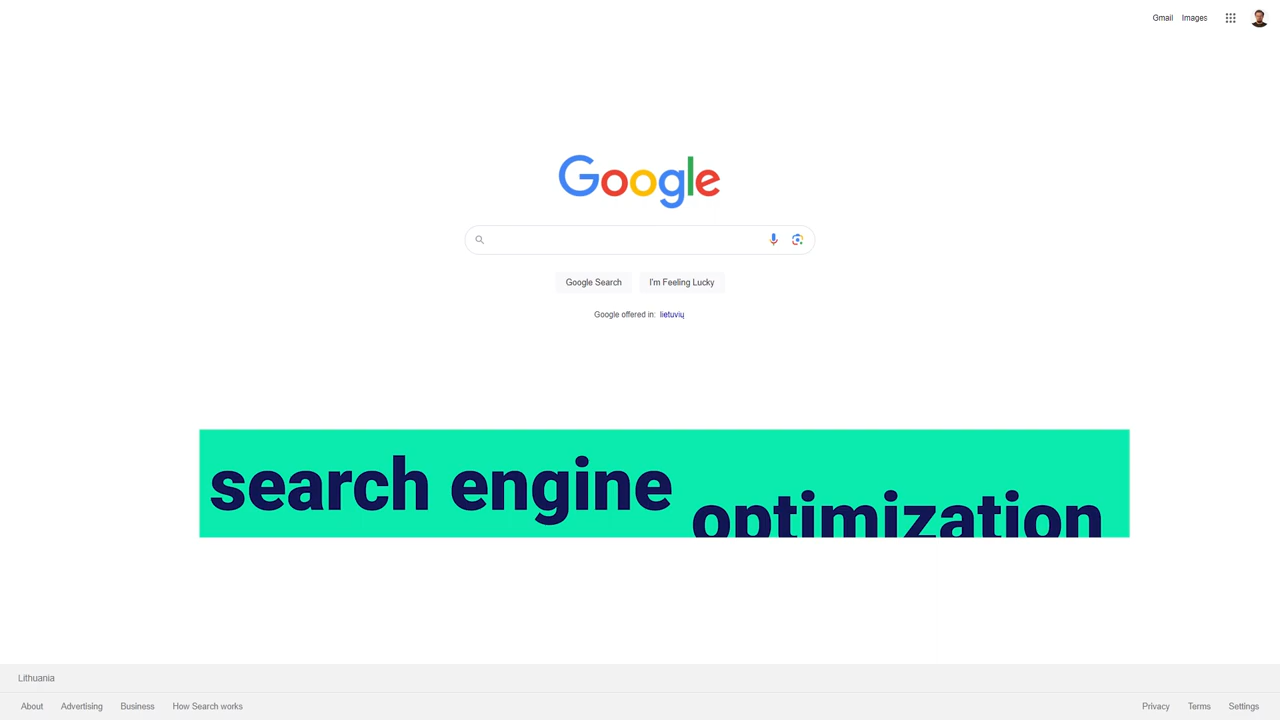 Gmail Images
Google
Google Search I'm Feeling Lucky
Google offered in: lietuvių
search engine optimization
Lithuania
About Advertising Business How Search works Privacy Terms Settings